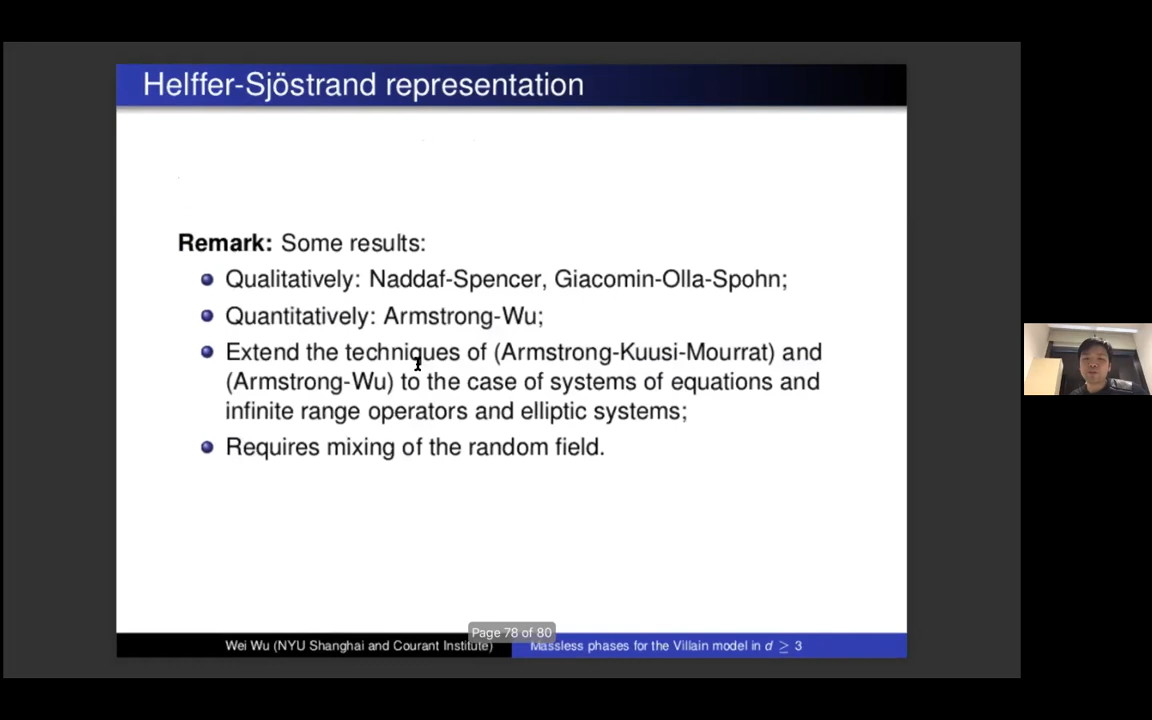 Helffer-Sjöstrand representation
Remark: Some results:
Qualitatively: Naddaf-Spencer, Giacomin-Olla-Spohn;
Quantitatively: Armstrong-Wu;
Extend the techniques of (Armstrong-Kuusi-Mourrat) and
(Armstrong-Wu) to the case of systems of equations and
infinite range operators and elliptic systems;
Requires mixing of the random field.
Page 78 of 80
Wei Wu (NYU Shanghai and Courant Institute)
Massless phases for the Villain model in d ≥ 3